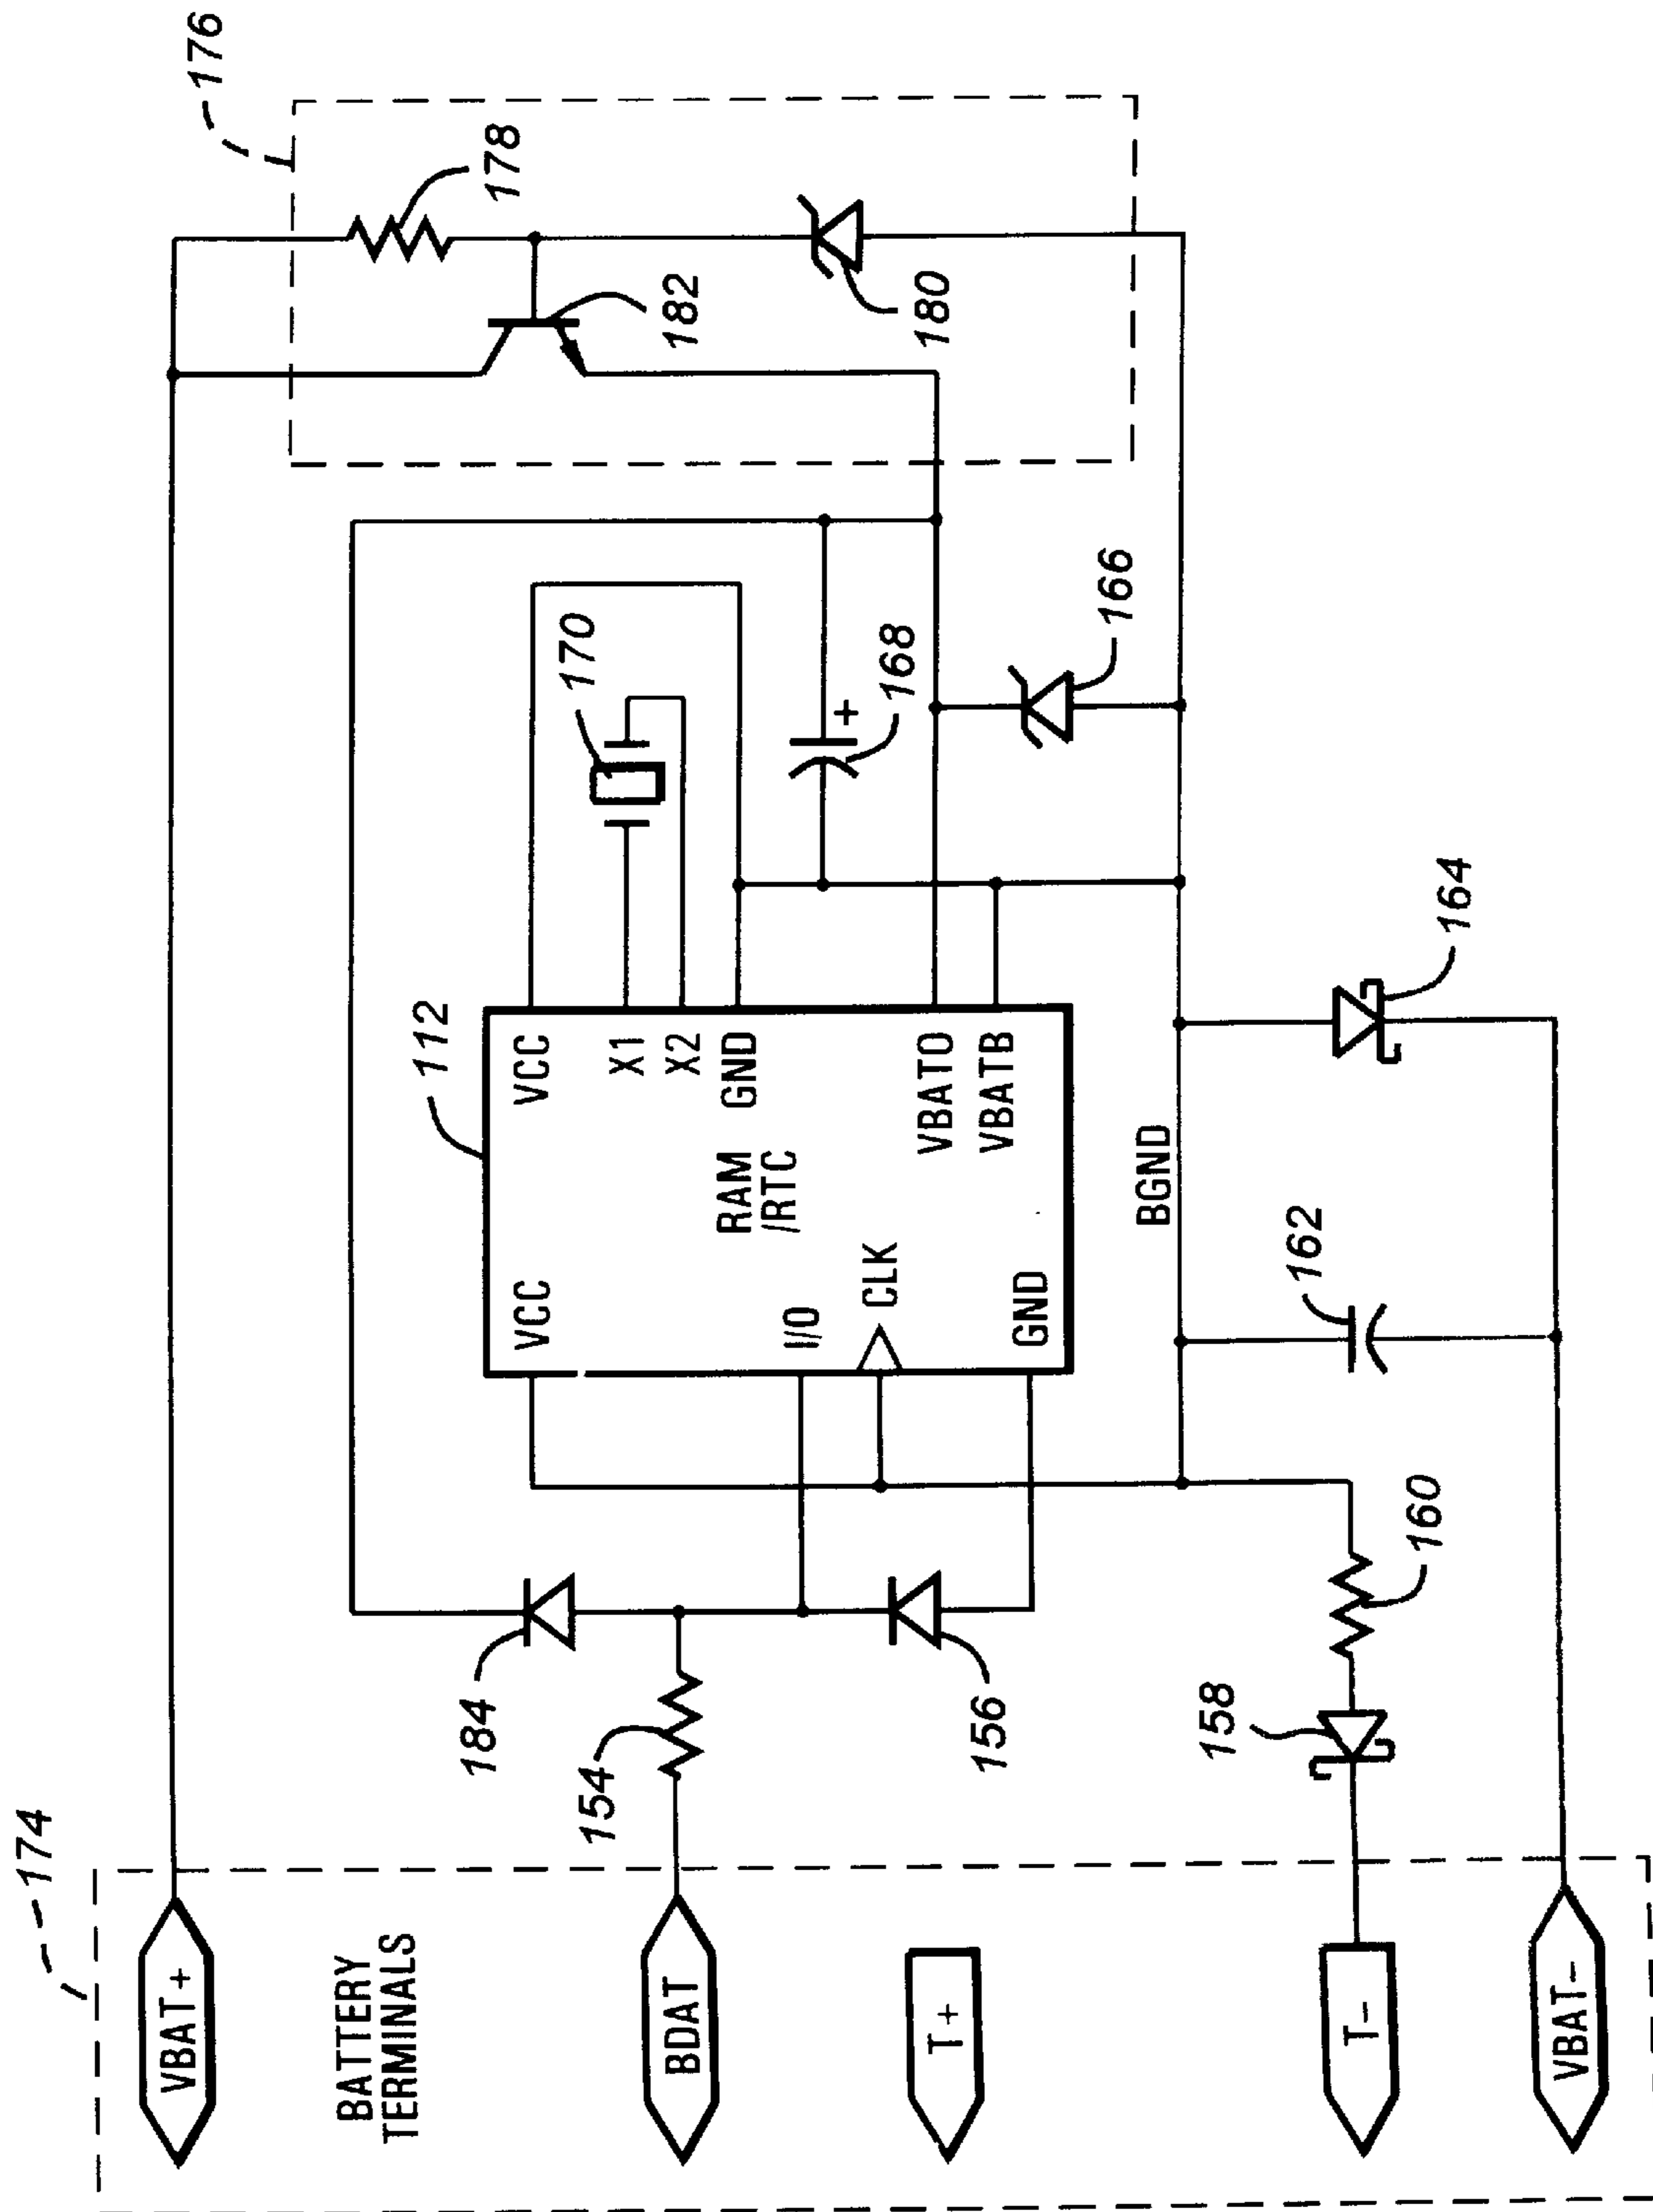 174
VBAT+
BATTERY
TERMINALS
BDAT
T+
T-
VBAT-
184
154
156
158
160
162
164
BGND
112
VCC
I/O
CLK
GND
RAM
/RTC
VCC
X1
X2
GND
VBATO
VBATB
170
168
+
166
176
178
182
180